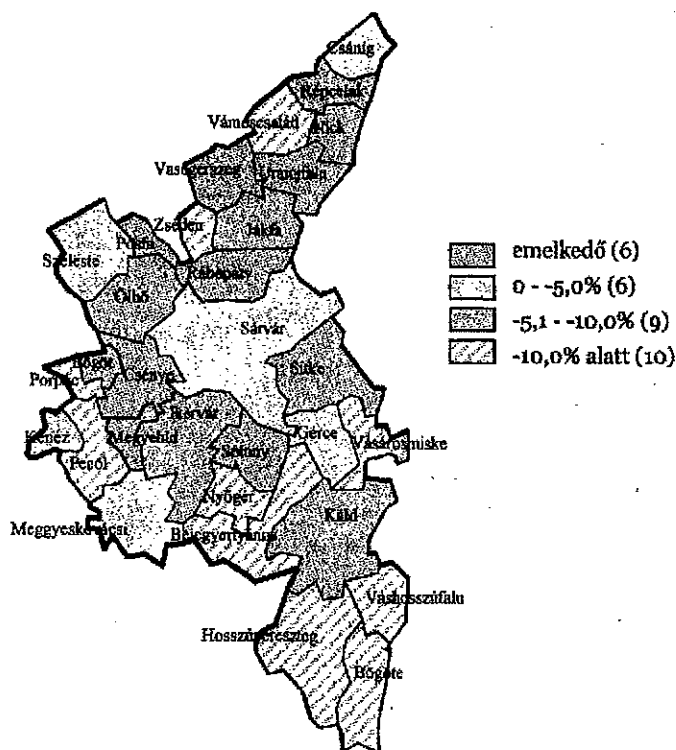 Csánig
Répcelak
Vámoscsalád
Nick
Vasegerszeg
Uraiújfalu
Zsédeny
Jákfa
Pósfa
Szeleste
Rábapaty
Ölbő
Sárvár
emelkedő (6)
0 - -5,0% (6)
-5,1 - -10,0% (9)
-10,0% alatt (10)
Bögöt
Porpác
Csénye
Sitke
Ikervár
Kenéz
Megyehíd
Pecöl
Sótony
Gérce
Vásárosmiske
Nyőgér
Meggyeskovácsi
Bejcgyertyános
Káld
Vashosszúfalu
Hosszúpereszteg
Bögöte